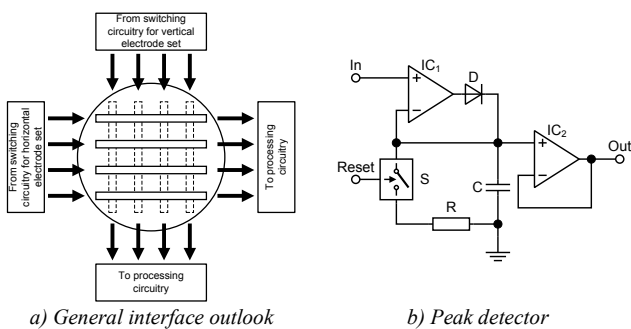 From switching
circuitry for vertical
electrode set
From switching
circuitry for horizontal
electrode set
To processing
circuitry
To processing
circuitry
a) General interface outlook
In
IC1
D
IC2
Out
Reset
S
C
R
b) Peak detector